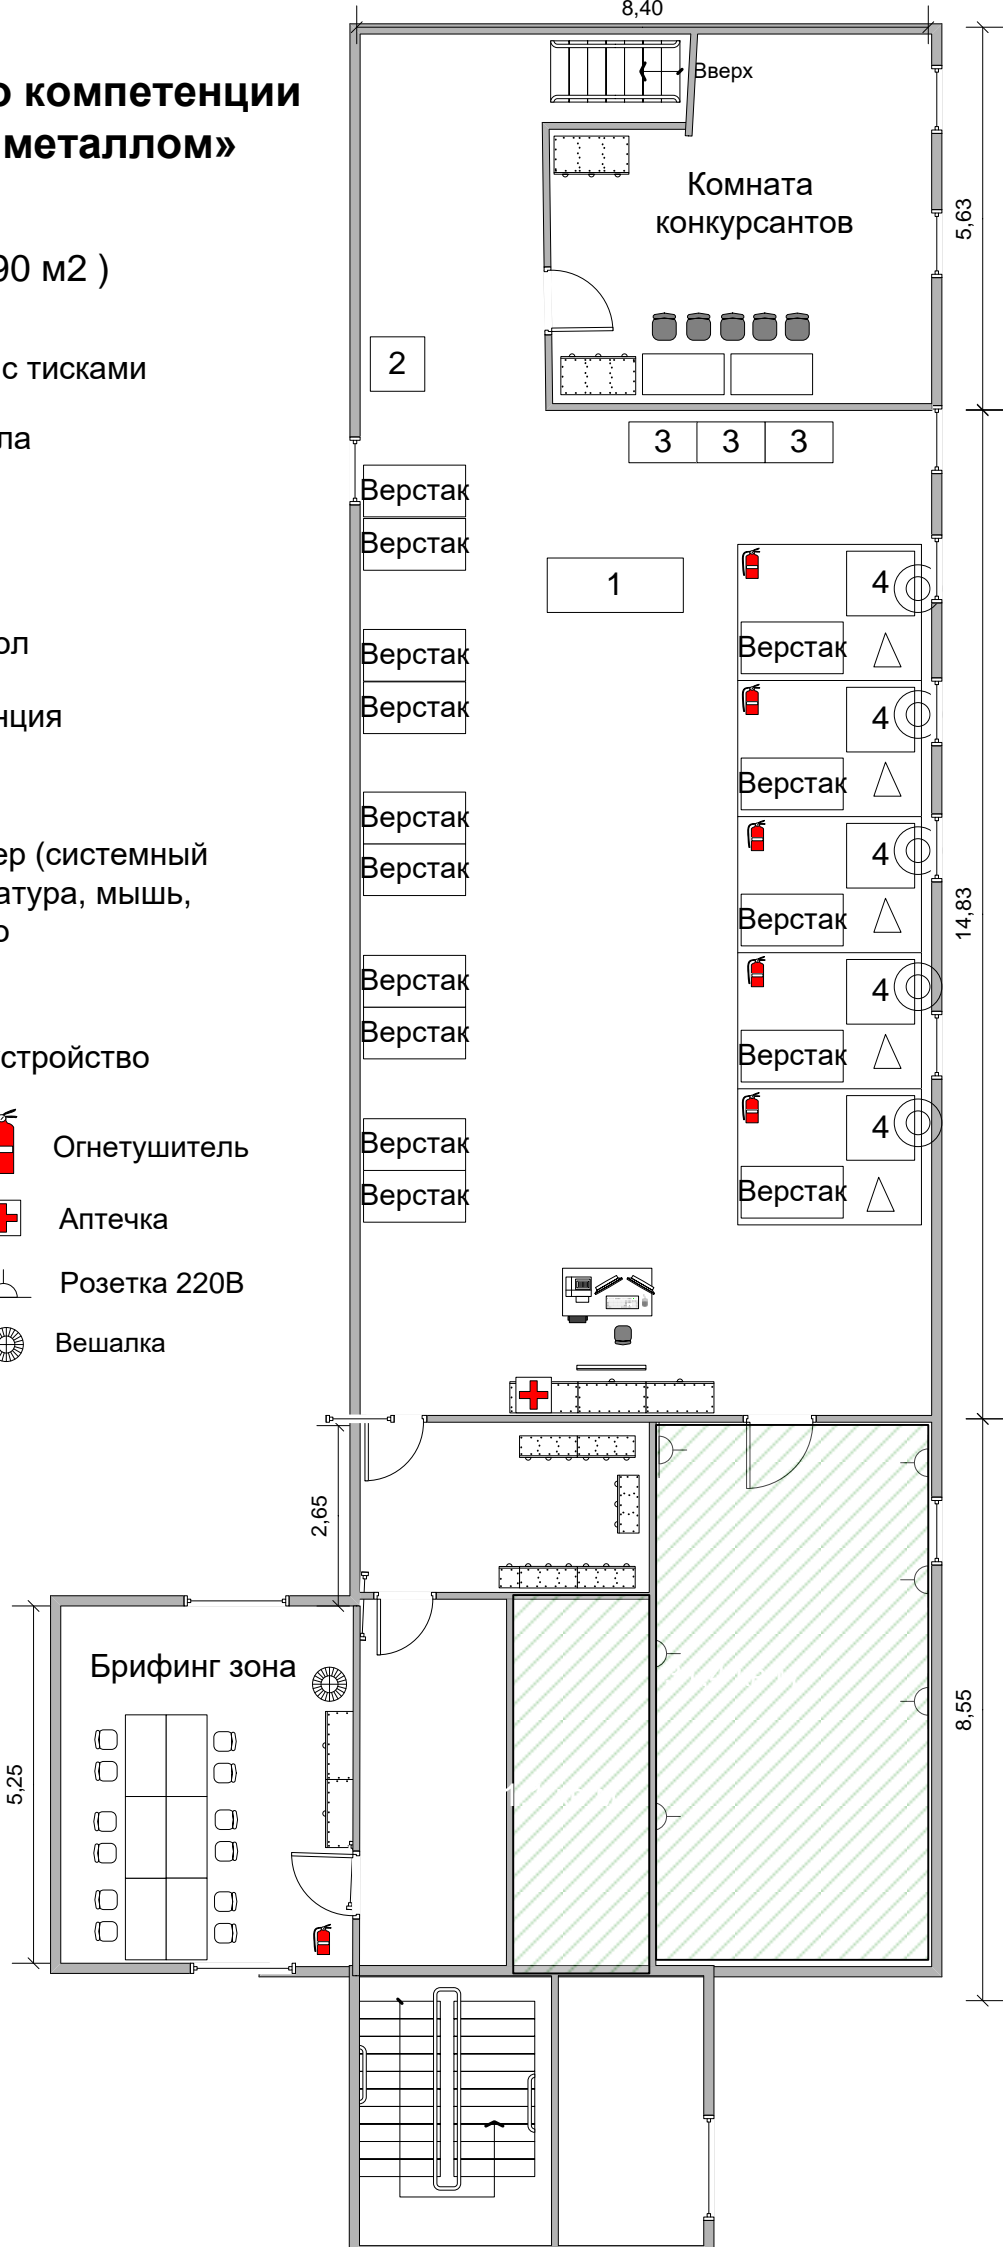 8,40
о компетенции
металлом»
Вверх
Комната
конкурсантов
5,63
90 м2 )
с тисками
2
ла
3 3 3
Верстак
Верстак
1
4
Верстак
ол
Верстак
Верстак
нция
4
Верстак
Верстак
Верстак
ер (системный
атура, мышь,
о
4
Верстак
14,83
Верстак
Верстак
4
Верстак
стройство
Верстак
Верстак
4
Верстак
Огнетушитель
Аптечка
Розетка 220В
Вешалка
2,65
Брифинг зона
8,55
5,25